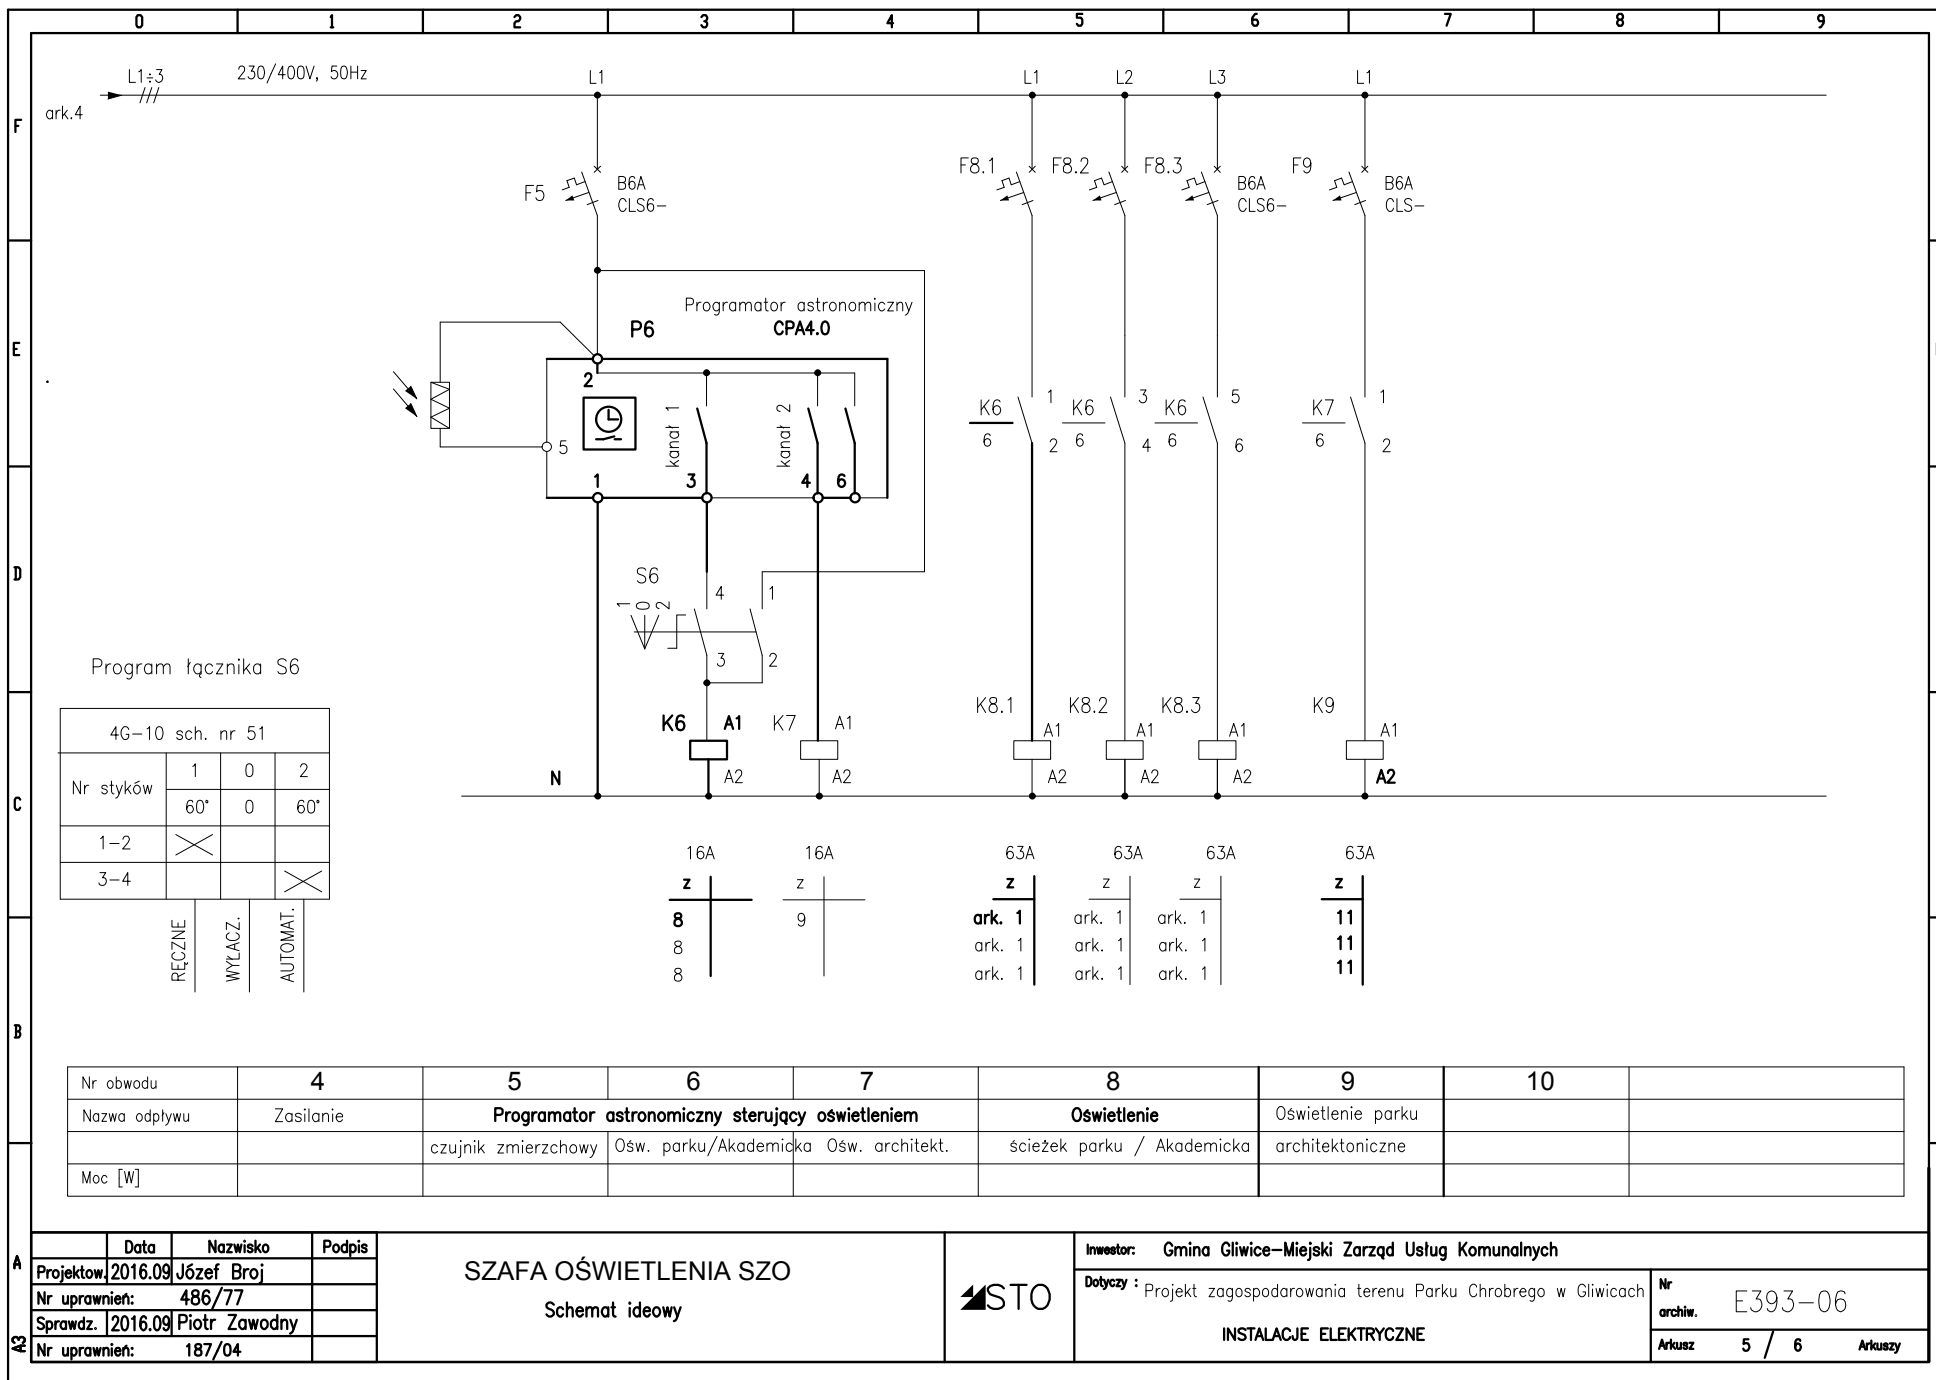 0 1 2 3 4 5 6 7 8 9
L1÷3 230/400V, 50Hz L1 L1 L2 L3 L1
ark.4
F
F5 B6A
CLS6–
F8.1 F8.2 F8.3 B6A
CLS6–
F9 B6A
CLS–
E
Programator astronomiczny
P6 CPA4.0
2
5
kanał 1
kanał 2
1 3 4 6
K6 1
6 2
K6 3
6 4
K6 5
6 6
K7 1
6 2
D
S6
1 0 2
4 1
3 2
Program łącznika S6
4G–10 sch. nr 51
Nr styków 1 0 2
60° 0 60°
1–2
3–4
RĘCZNE
WYŁACZ.
AUTOMAT.
C
K6 A1 K7 A1 K8.1 A1 K8.2 A1 K8.3 A1 K9 A1
N A2 A2 A2 A2 A2 A2
16A 16A 63A 63A 63A 63A
z z z z z z
8 9 ark. 1 ark. 1 ark. 1 11
8 ark. 1 ark. 1 ark. 1 11
8 ark. 1 ark. 1 ark. 1 11
B
Nr obwodu 4 5 6 7 8 9 10
Nazwa odpływu Zasilanie Programator astronomiczny sterujący oświetleniem Oświetlenie Oświetlenie parku
czujnik zmierzchowy Ośw. parku/Akademicka Ośw. architekt. ścieżek parku / Akademicka architektoniczne
Moc [W]
A
A3
Data Nazwisko Podpis
Projektow. 2016.09 Józef Broj
Nr uprawnień: 486/77
Sprawdz. 2016.09 Piotr Zawodny
Nr uprawnień: 187/04
SZAFA OŚWIETLENIA SZO
Schemat ideowy
STO
Inwestor: Gmina Gliwice–Miejski Zarząd Usług Komunalnych
Dotyczy : Projekt zagospodarowania terenu Parku Chrobrego w Gliwicach
INSTALACJE ELEKTRYCZNE
Nr
archiw. E393–06
Arkusz 5 / 6 Arkuszy